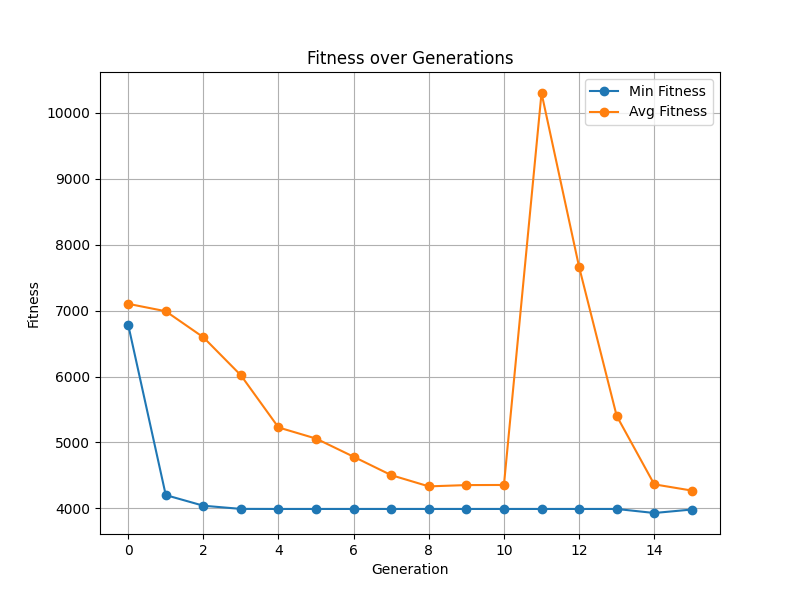 Fitness over Generations
Min Fitness
Avg Fitness
10000
9000
8000
7000
6000
5000
4000
Fitness
0 2 4 6 8 10 12 14
Generation